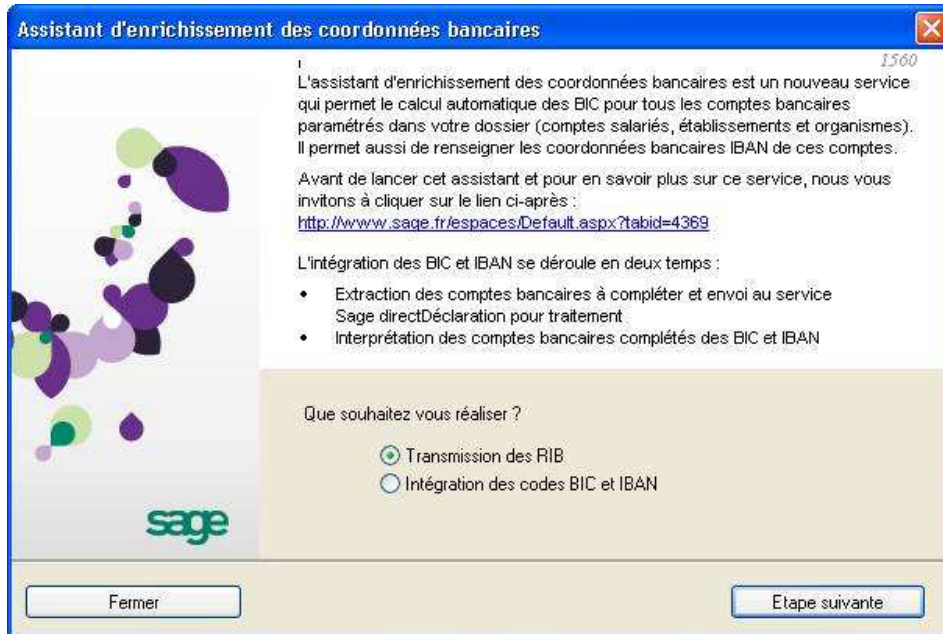 Assistant d'enrichissement des coordonnées bancaires
1560
L'assistant d'enrichissement des coordonnées bancaires est un nouveau service
qui permet le calcul automatique des BIC pour tous les comptes bancaires
paramétrés dans votre dossier (comptes salariés, établissements et organismes).
Il permet aussi de renseigner les coordonnées bancaires IBAN de ces comptes.
Avant de lancer cet assistant et pour en savoir plus sur ce service, nous vous
invitons à cliquer sur le lien ci-après :
http://www.sage.fr/espaces/Default.aspx?tabid=4369
L'intégration des BIC et IBAN se déroule en deux temps :
• Extraction des comptes bancaires à compléter et envoi au service
Sage directDéclaration pour traitement
• Interprétation des comptes bancaires complétés des BIC et IBAN
Que souhaitez vous réaliser ?
Transmission des RIB
Intégration des codes BIC et IBAN
sage
Fermer
Etape suivante